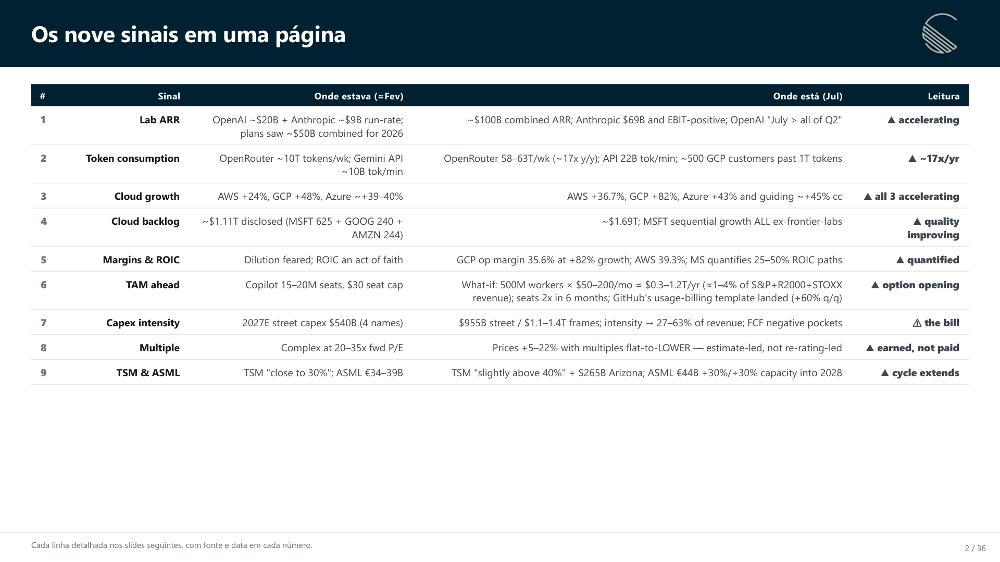 Os nove sinais em uma página
# Sinal Onde estava (≈Fev) Onde está (Jul) Leitura
1 Lab ARR OpenAI ~$20B + Anthropic ~$9B run-rate; ~$100B combined ARR; Anthropic $69B and EBIT-positive; OpenAI "July > all of Q2" ▲ accelerating
plans saw ~$50B combined for 2026
2 Token consumption OpenRouter ~10T tokens/wk; Gemini API OpenRouter 58–63T/wk (~17x y/y); API 22B tok/min; ~500 GCP customers past 1T tokens ▲ ~17x/yr
~10B tok/min
3 Cloud growth AWS +24%, GCP +48%, Azure ~+39–40% AWS +36.7%, GCP +82%, Azure +43% and guiding ~+45% cc ▲ all 3 accelerating
4 Cloud backlog ~$1.11T disclosed (MSFT 625 + GOOG 240 + ~$1.69T; MSFT sequential growth ALL ex-frontier-labs ▲ quality
AMZN 244) improving
5 Margins & ROIC Dilution feared; ROIC an act of faith GCP op margin 35.6% at +82% growth; AWS 39.3%; MS quantifies 25–50% ROIC paths ▲ quantified
6 TAM ahead Copilot 15–20M seats, $30 seat cap What-if: 500M workers × $50–200/mo = $0.3–1.2T/yr (≈1–4% of S&P+R2000+STOXX ▲ option opening
revenue); seats 2x in 6 months; GitHub’s usage-billing template landed (+60% q/q)
7 Capex intensity 2027E street capex $540B (4 names) $955B street / $1.1–1.4T frames; intensity → 27–63% of revenue; FCF negative pockets ⚠ the bill
8 Multiple Complex at 20–35x fwd P/E Prices +5–22% with multiples flat-to-LOWER — estimate-led, not re-rating-led ▲ earned, not paid
9 TSM & ASML TSM "close to 30%"; ASML €34–39B TSM "slightly above 40%" + $265B Arizona; ASML €44B +30%/+30% capacity into 2028 ▲ cycle extends
Cada linha detalhada nos slides seguintes, com fonte e data em cada número.
2 / 36